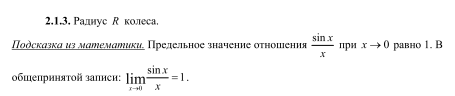 2.1.3. Радиус R колеса.
Подсказка из математики. Предельное значение отношения sin x / x при x → 0 равно 1. В
общепринятой записи: lim x→0 sin x / x = 1.